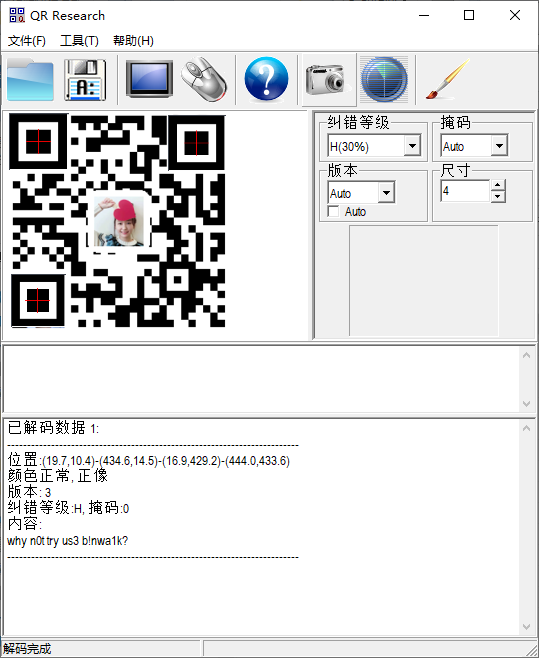 QR Research
文件(F) 工具(T) 帮助(H)
A:
纠错等级 掩码
H(30%) Auto
版本 尺寸
Auto 4
Auto
已解码数据 1:
---------------------------------------------------------------------------
位置:(19.7,10.4)-(434.6,14.5)-(16.9,429.2)-(444.0,433.6)
颜色正常, 正像
版本: 3
纠错等级:H, 掩码:0
内容:
why n0t try us3 b!nwa1k?
---------------------------------------------------------------------------
解码完成